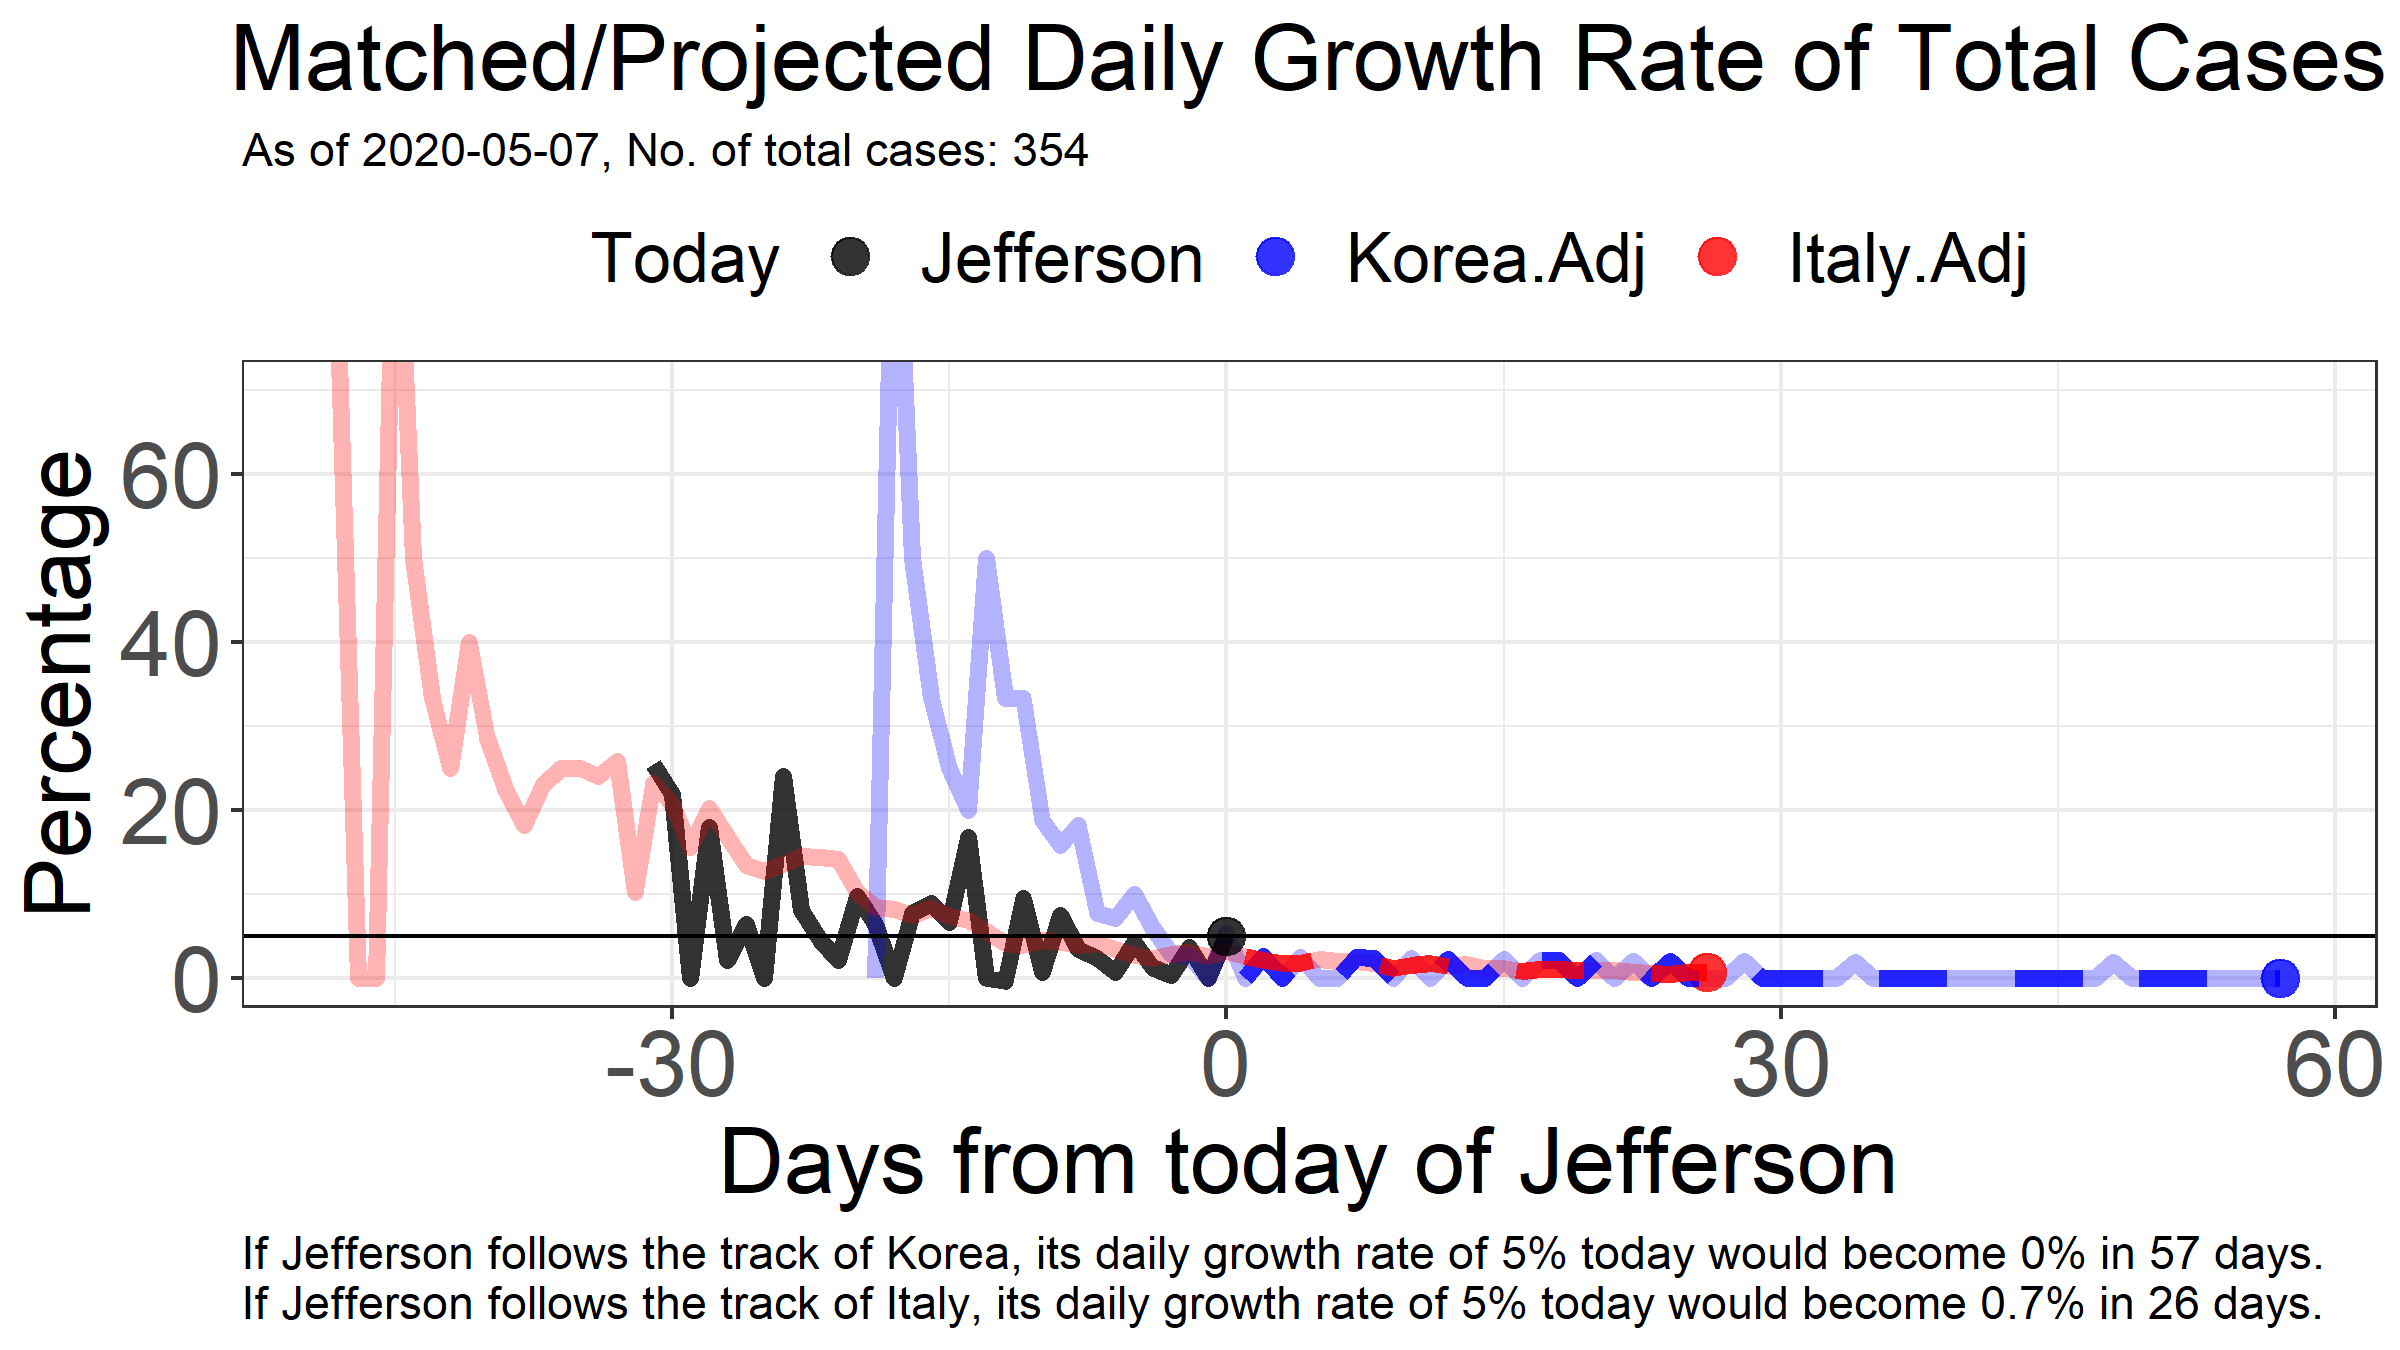 Matched/Projected Daily Growth Rate of Total Cases
As of 2020-05-07, No. of total cases: 354
Today Jefferson Korea.Adj Italy.Adj
Percentage
60
40
20
0
-30 0 30 60
Days from today of Jefferson
If Jefferson follows the track of Korea, its daily growth rate of 5% today would become 0% in 57 days.
If Jefferson follows the track of Italy, its daily growth rate of 5% today would become 0.7% in 26 days.